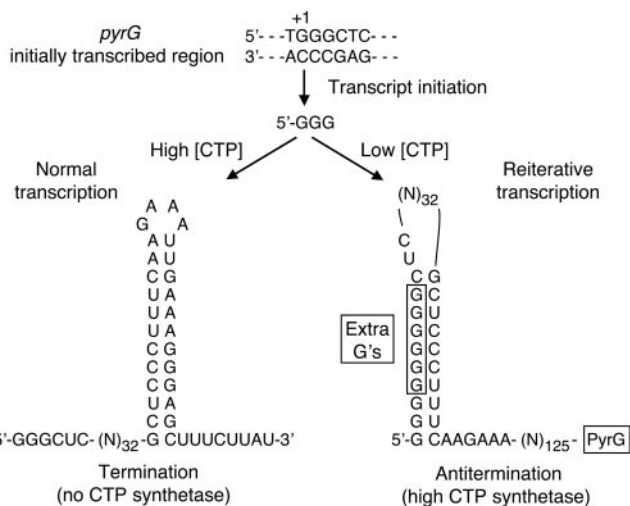 pyrG
initially transcribed region
+1
5'- - -TGGGCTC- - -
3'- - -ACCCGAG- - -
Transcript initiation
5'-GGG
High [CTP]
Low [CTP]
Normal
transcription
Reiterative
transcription
A A
G A
A U
A U
C G
U A
U A
U A
C G
C G
C G
U A
C G
5'-GGGCUC- (N)32-G CUUUCUUAU-3'
Termination
(no CTP synthetase)
(N)32
C
U
C G
G C
G U
G C
G C
G C
G U
G U
G U
Extra
G's
5'-G CAAGAAA- (N)125- PyrG
Antitermination
(high CTP synthetase)